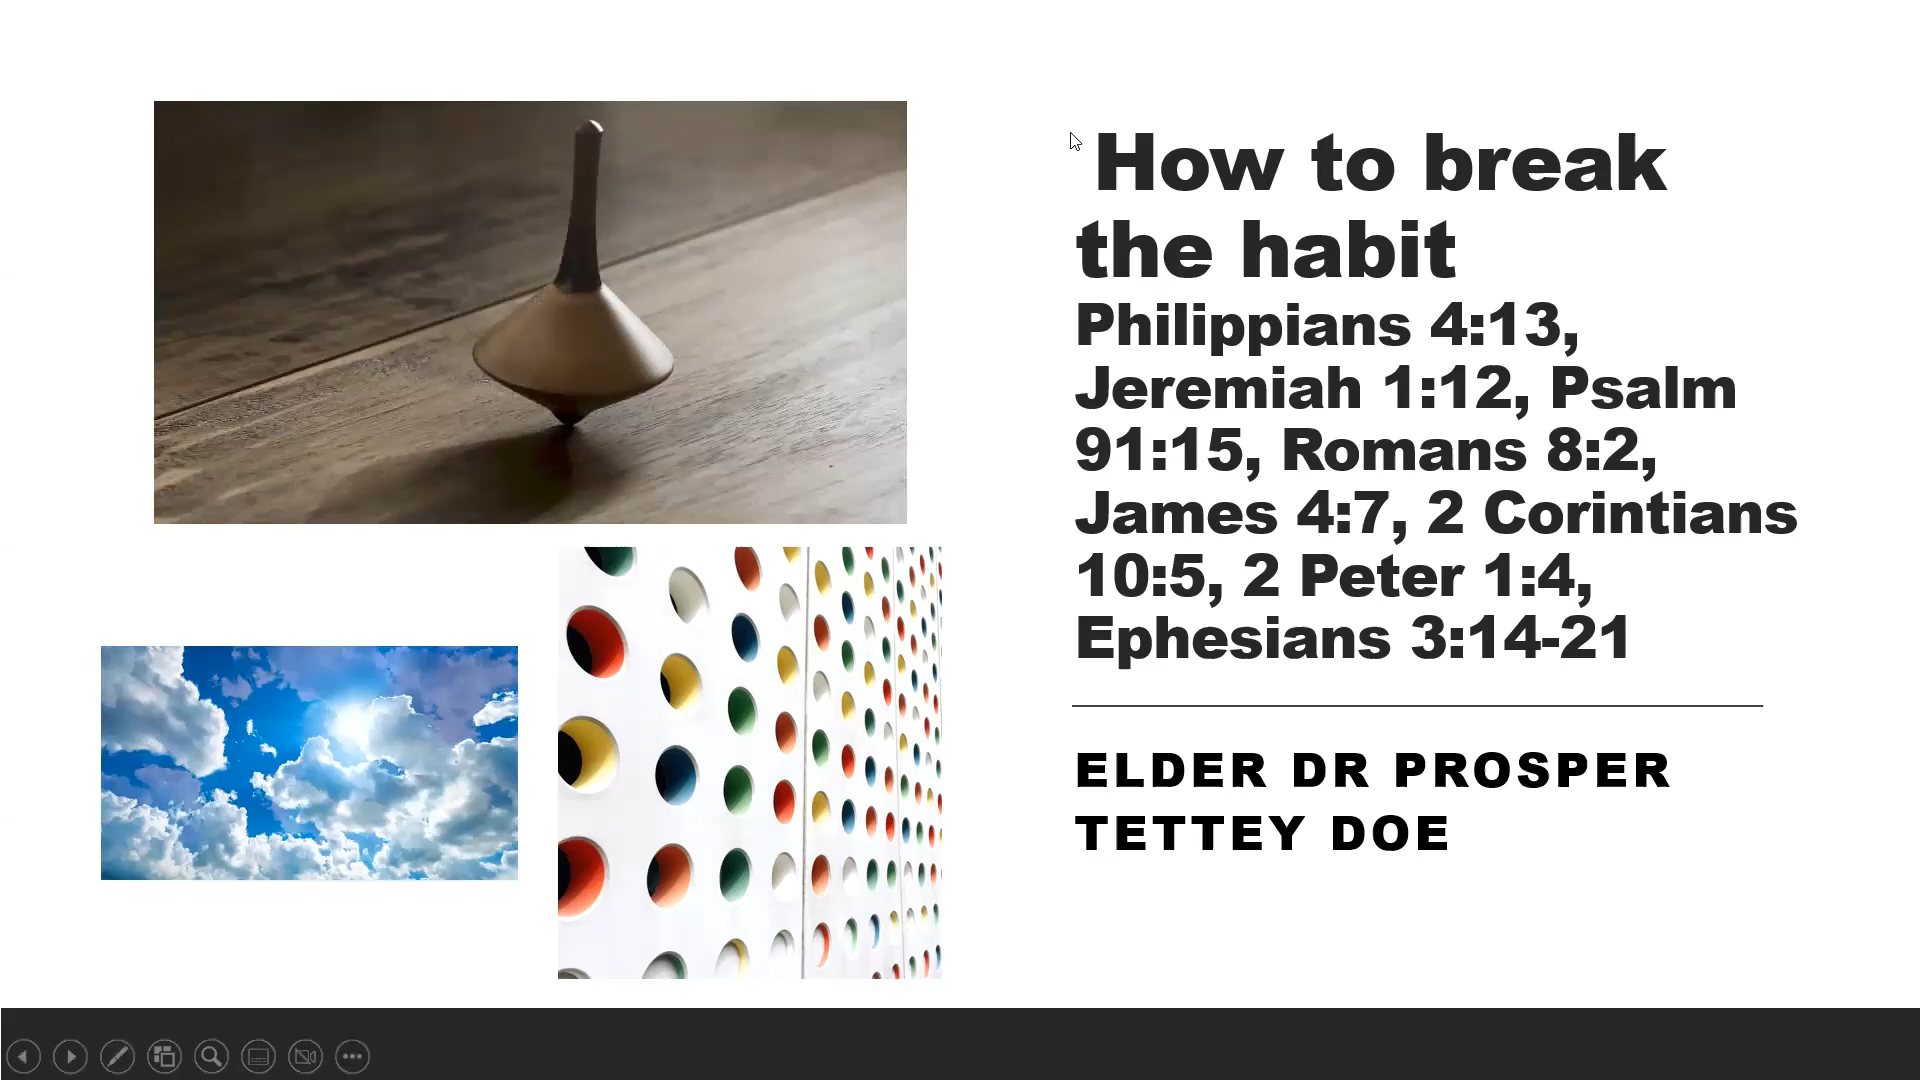 How to break
the habit
Philippians 4:13,
Jeremiah 1:12, Psalm
91:15, Romans 8:2,
James 4:7, 2 Corintians
10:5, 2 Peter 1:4,
Ephesians 3:14-21
ELDER DR PROSPER
TETTEY DOE